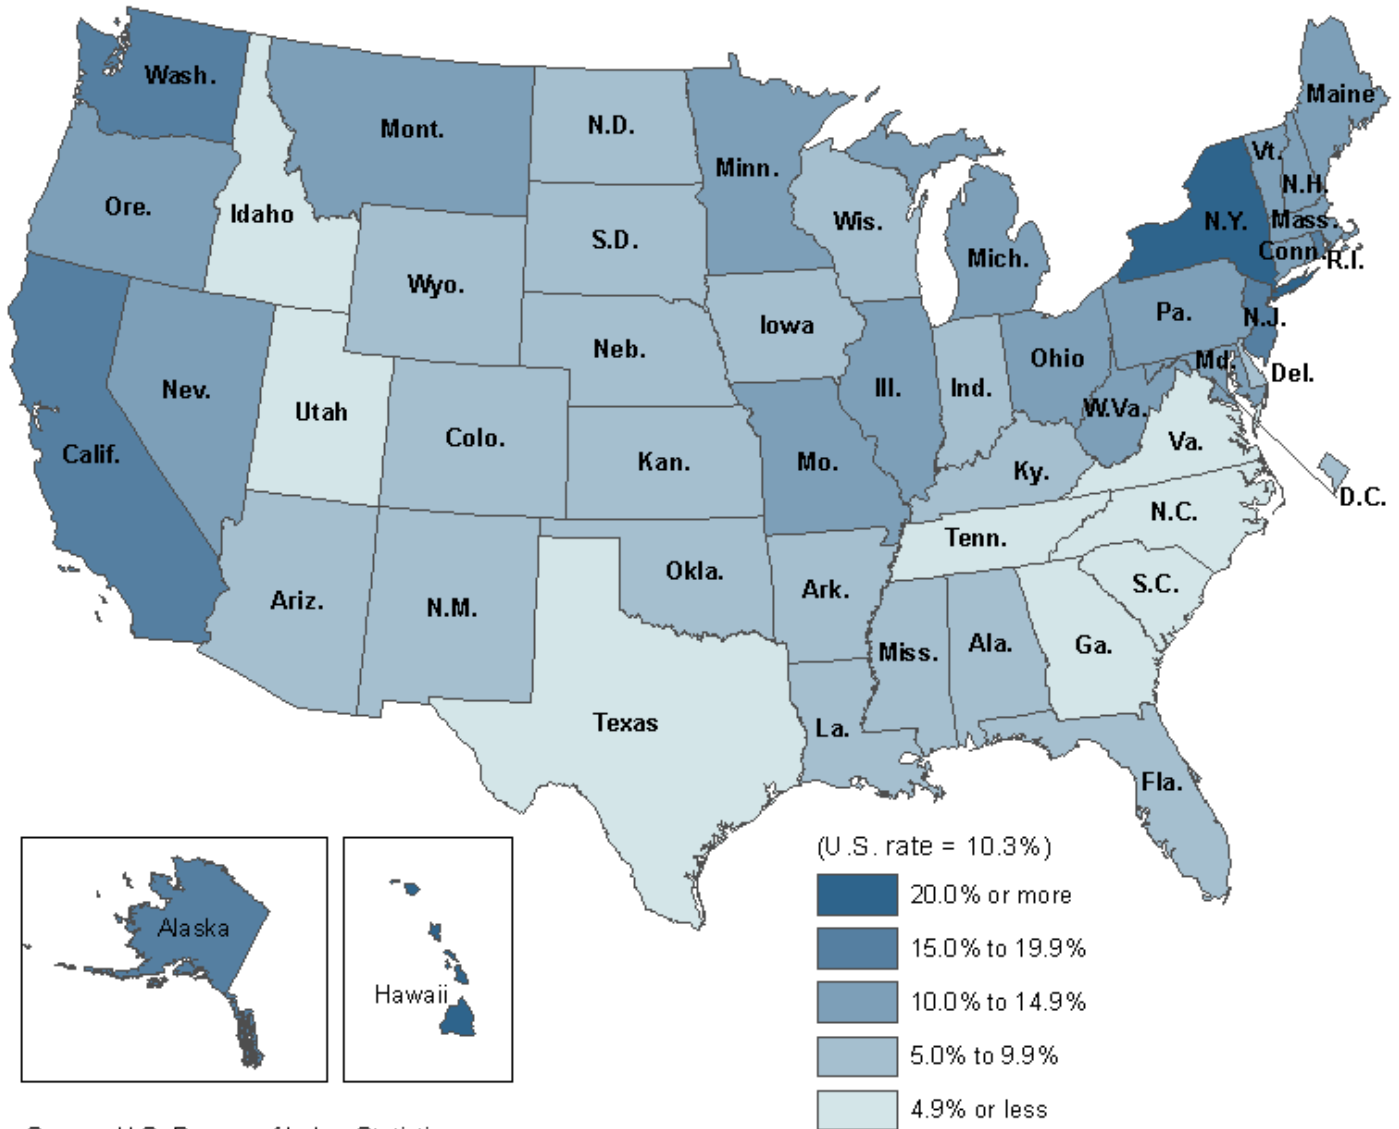 Maine
Wash.
Mont.
N.D.
Minn.
Vt.
N.H.
Ore.
Idaho
Wis.
N.Y.
Mass.
S.D.
Conn.
R.I.
Mich.
Wyo.
Iowa
Pa.
N.J.
Neb.
Ohio
Md.
Del.
Nev.
Ill.
Ind.
Utah
W.Va.
Colo.
Va.
Calif.
Kan.
Mo.
Ky.
D.C.
N.C.
Tenn.
Okla.
S.C.
Ark.
Ariz.
N.M.
Miss.
Ala.
Ga.
Texas
La.
Fla.
Alaska
Hawaii
(U.S. rate = 10.3%)
20.0% or more
15.0% to 19.9%
10.0% to 14.9%
5.0% to 9.9%
4.9% or less